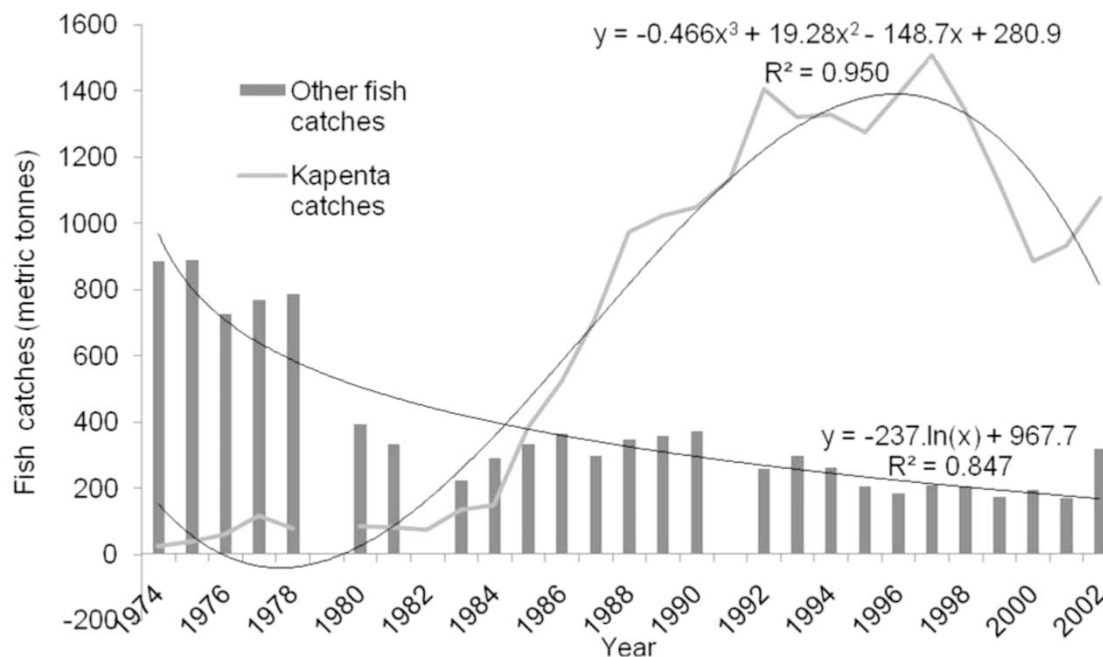 1600
1400
1200
1000
800
600
400
200
0
-200
Fish catches (metric tonnes)
y = -0.466x³ + 19.28x² - 148.7x + 280.9
R² = 0.950
Other fish
catches
Kapenta
catches
y = -237.ln(x) + 967.7
R² = 0.847
1974
1976
1978
1980
1982
1984
1986
1988
1990
1992
1994
1996
1998
2000
2002
Year